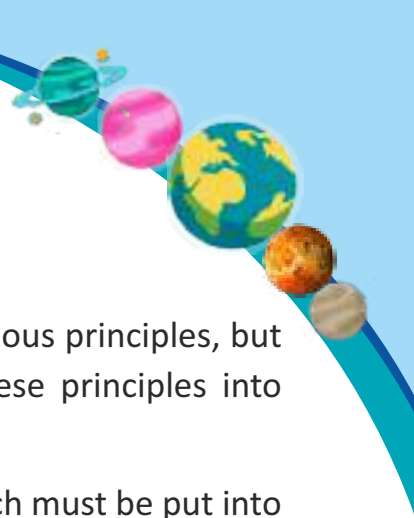 ous principles, but
ese principles into
ch must be put into